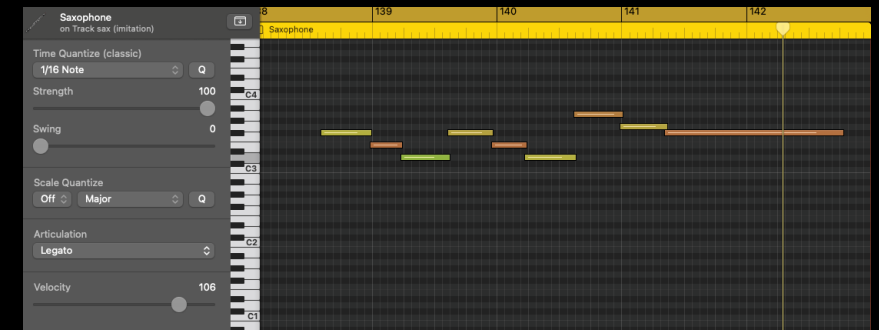 Saxophone
on Track sax (imitation)
Time Quantize (classic)
1/16 Note
Q
Strength 100
Swing 0
Scale Quantize
Off
Major
Q
Articulation
Legato
Velocity 106
8
139
140
141
142
Saxophone
C4
C3
C2
C1